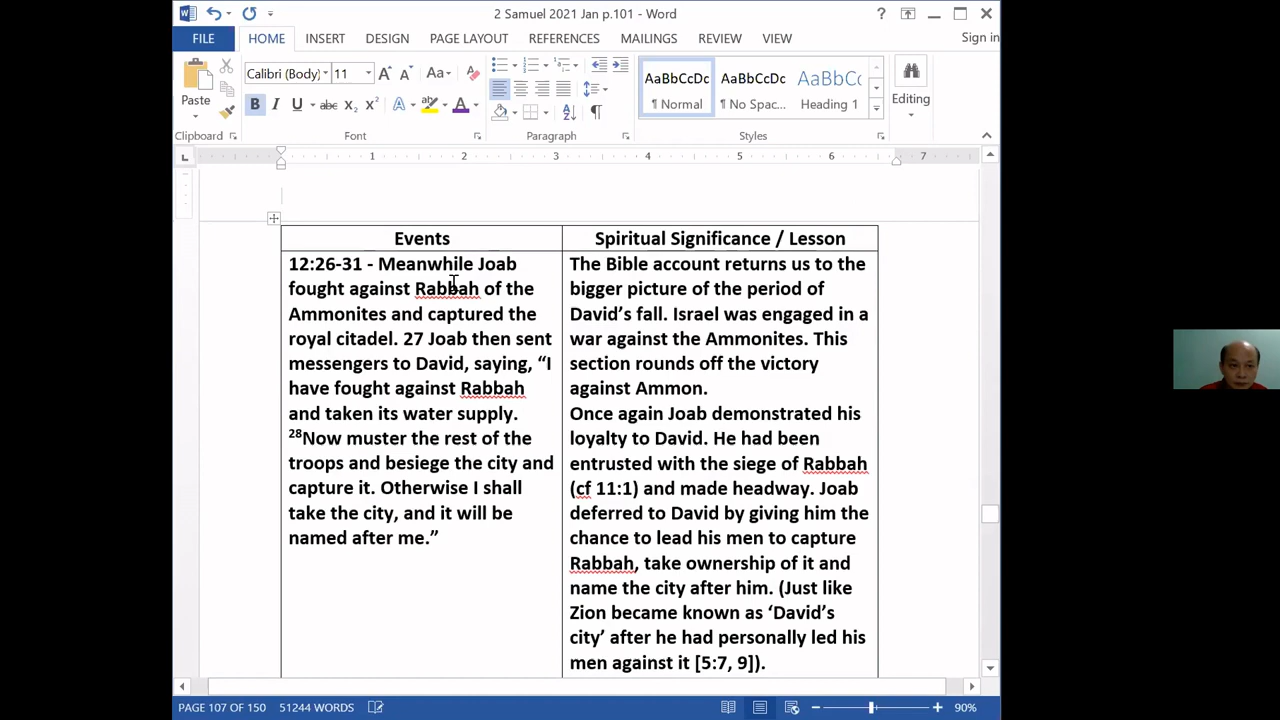 2 Samuel 2021 Jan p.101 - Word
FILE HOME INSERT DESIGN PAGE LAYOUT REFERENCES MAILINGS REVIEW VIEW Sign in
Paste
Calibri (Body) 11
AaBbCcDc AaBbCcDc AaBbCc
¶ Normal ¶ No Spac... Heading 1
Editing
Clipboard Font Paragraph Styles
1 2 3 4 5 6 7
Events
12:26-31 - Meanwhile Joab
fought against Rabbah of the
Ammonites and captured the
royal citadel. 27 Joab then sent
messengers to David, saying, “I
have fought against Rabbah
and taken its water supply.
28Now muster the rest of the
troops and besiege the city and
capture it. Otherwise I shall
take the city, and it will be
named after me.”
Spiritual Significance / Lesson
The Bible account returns us to the
bigger picture of the period of
David’s fall. Israel was engaged in a
war against the Ammonites. This
section rounds off the victory
against Ammon.
Once again Joab demonstrated his
loyalty to David. He had been
entrusted with the siege of Rabbah
(cf 11:1) and made headway. Joab
deferred to David by giving him the
chance to lead his men to capture
Rabbah, take ownership of it and
name the city after him. (Just like
Zion became known as ‘David’s
city’ after he had personally led his
men against it [5:7, 9]).
PAGE 107 OF 150 51244 WORDS 90%